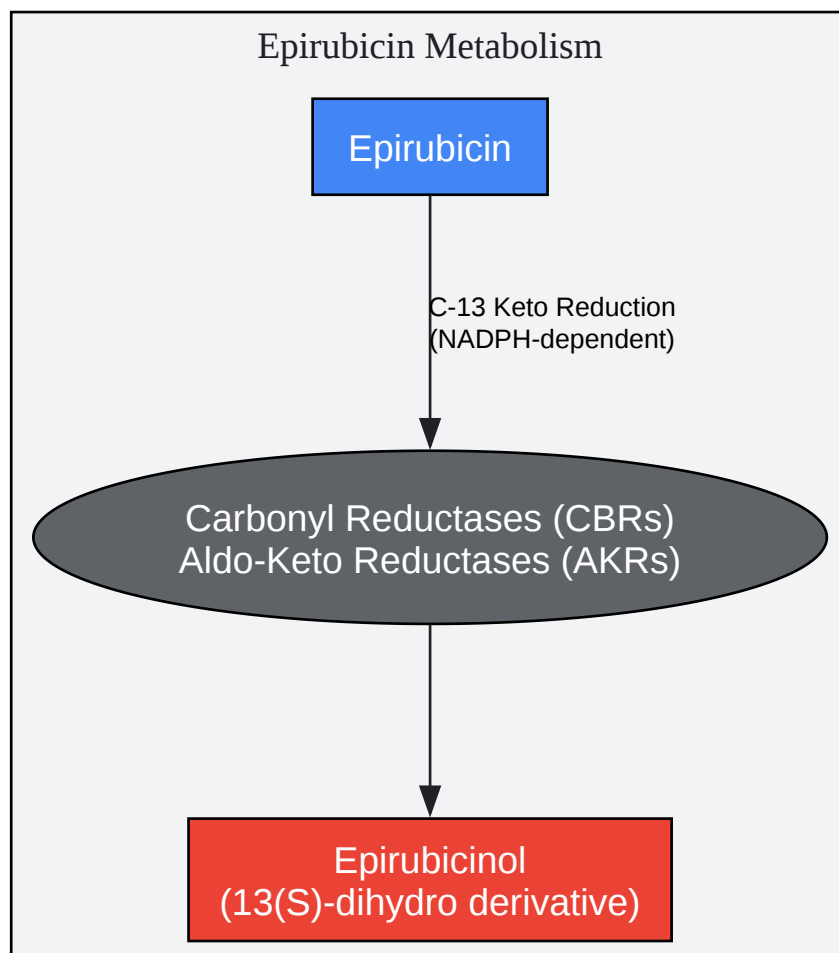 Epirubicin Metabolism
Epirubicin
C-13 Keto Reduction
(NADPH-dependent)
Carbonyl Reductases (CBRs)
Aldo-Keto Reductases (AKRs)
Epirubicinol
(13(S)-dihydro derivative)